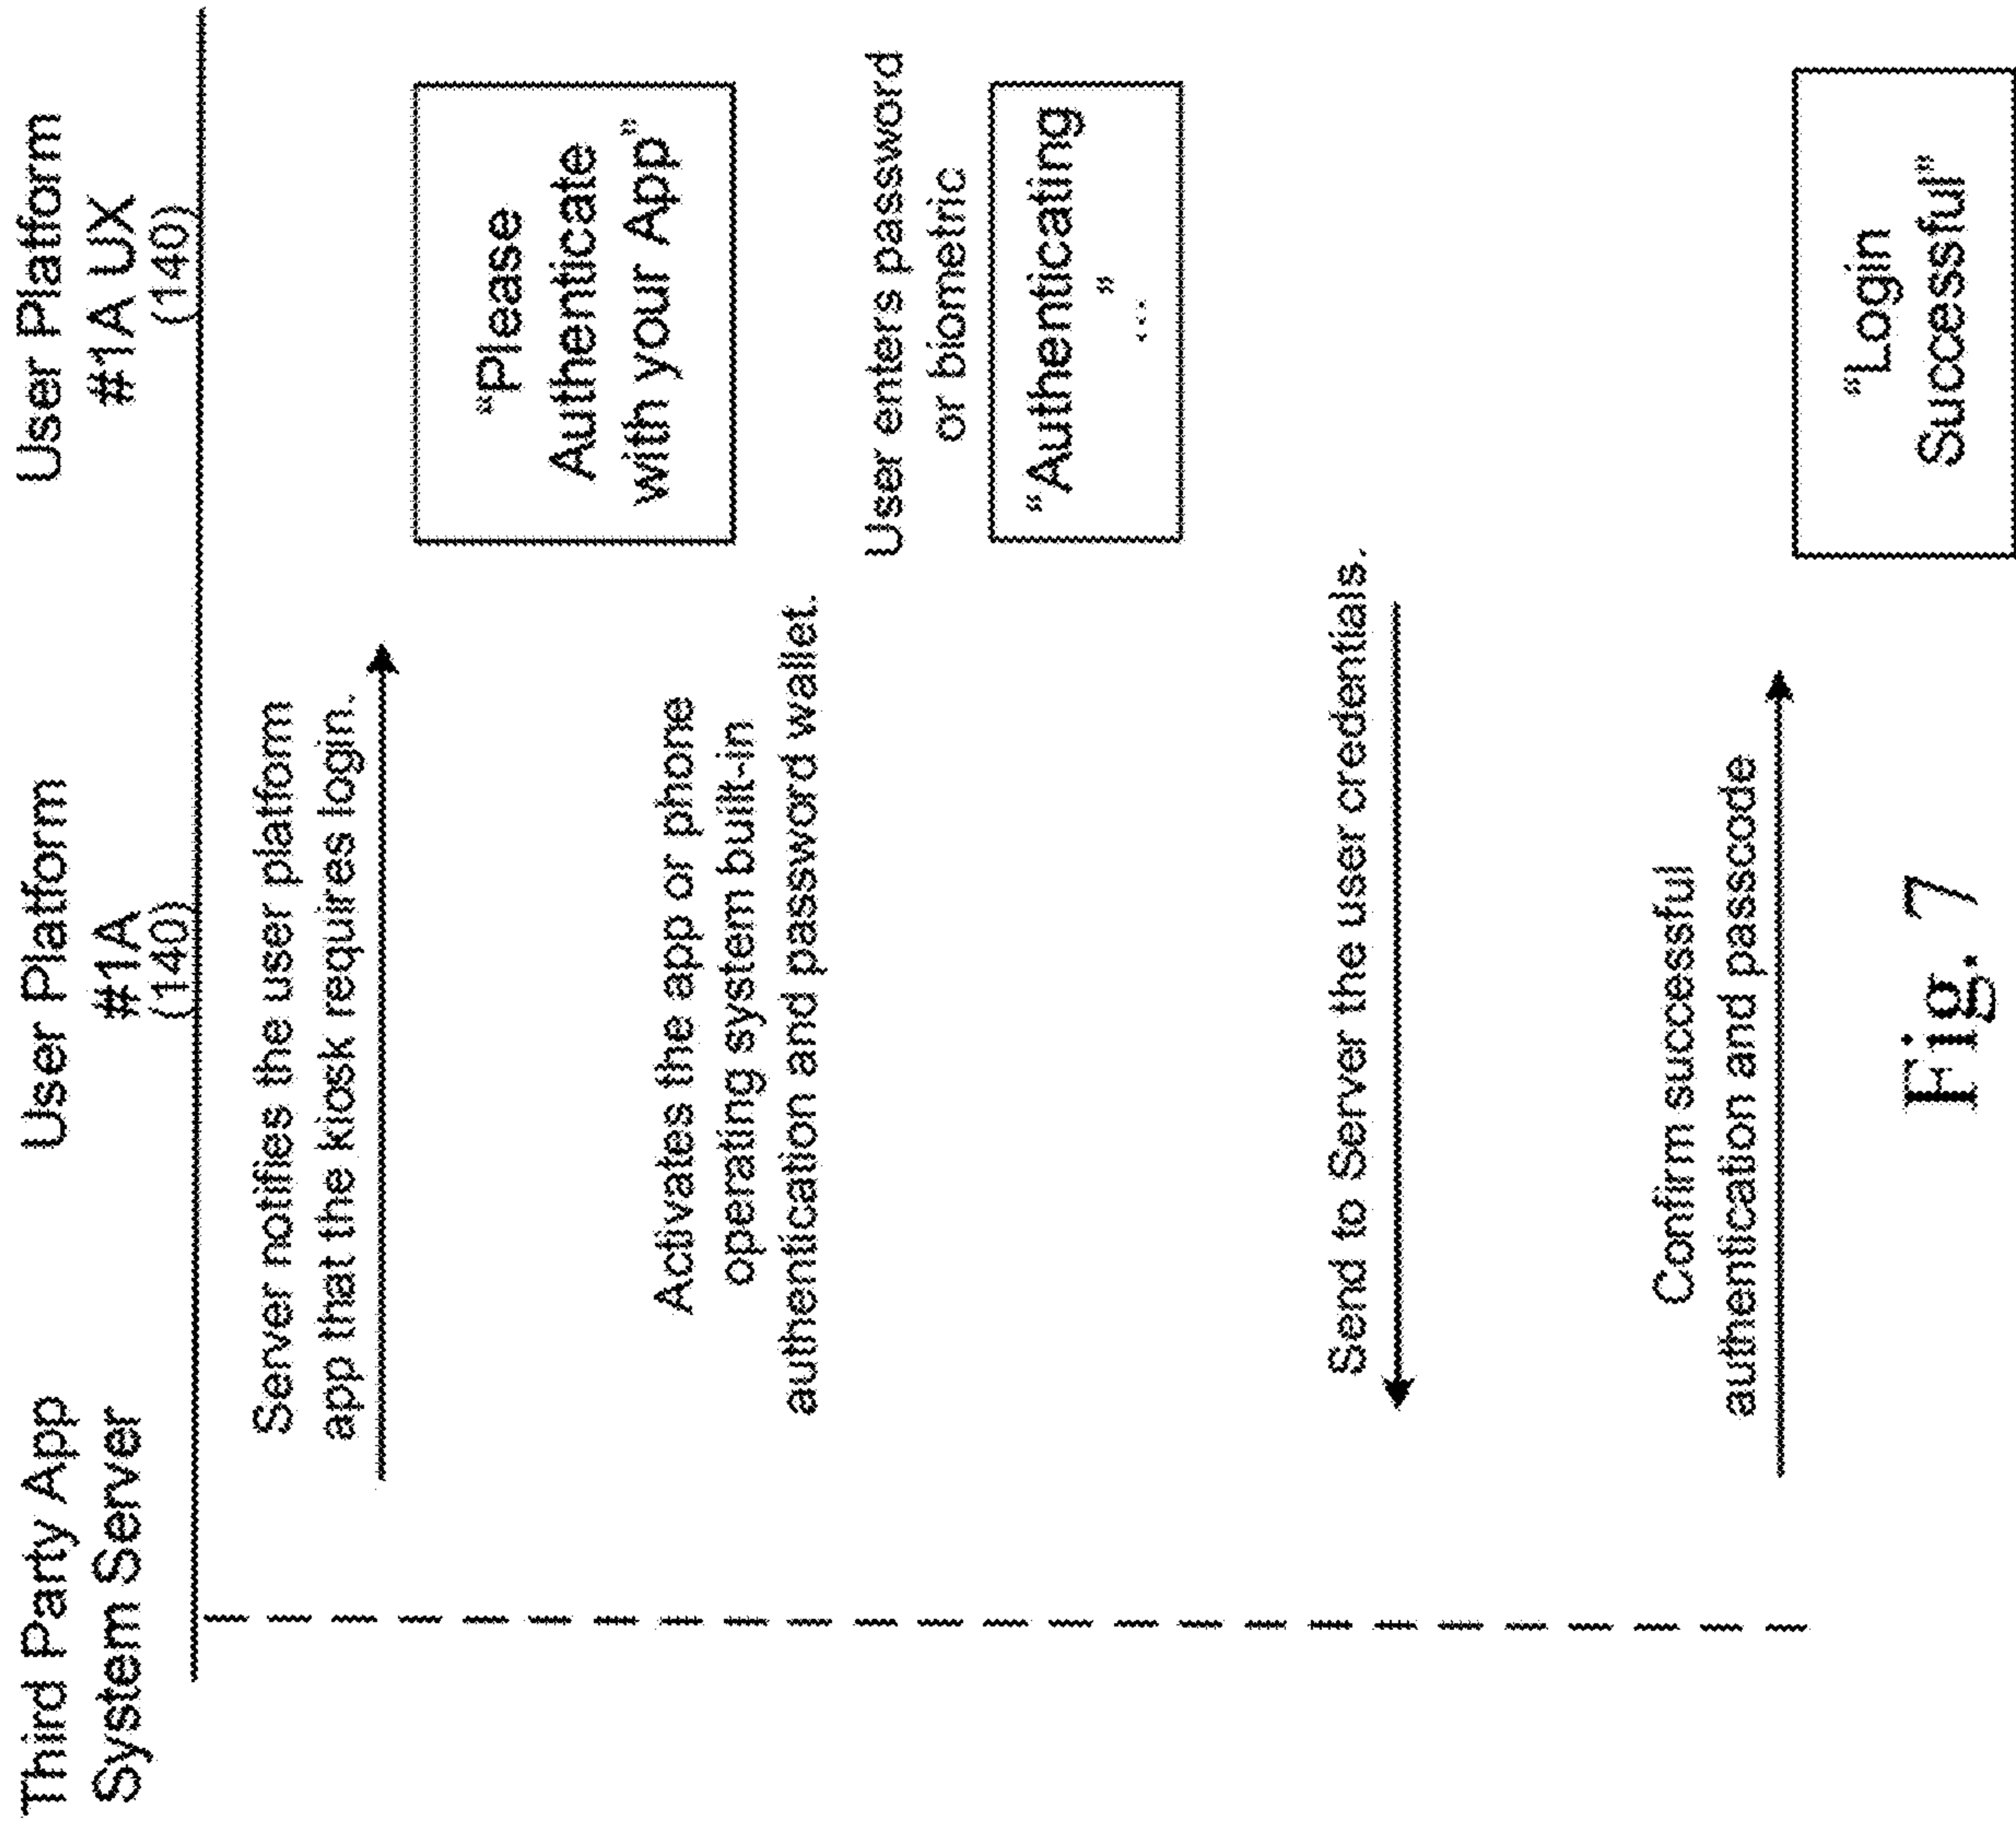 Third Party App
System Server
User Platform
#1A
(140)
User Platform
#1A UX
(140)
Server notifies the user platform
app that the kiosk requires login.
"Please
Authenticate
with your App"
Activates the app or phone
operating system built-in
authentication and password wallet.
User enters password
or biometric
"Authenticating
..."
Send to Server the user credentials.
Confirm successful
authentication and passcode
"Login
Successful"
Fig. 7